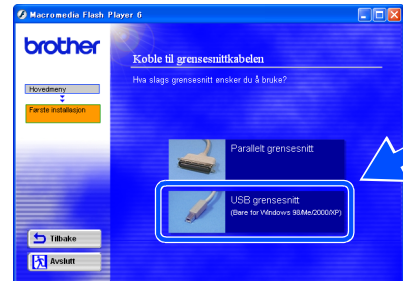 Macromedia Flash Player 6
brother
Koble til grensesnittkabelen
Hva slags grensesnitt ønsker du å bruke?
Hovedmeny
Første installasjon
Parallelt grensesnitt
USB grensesnitt
(Bare for Windows 98/Me/2000/XP)
Tilbake
Avslutt